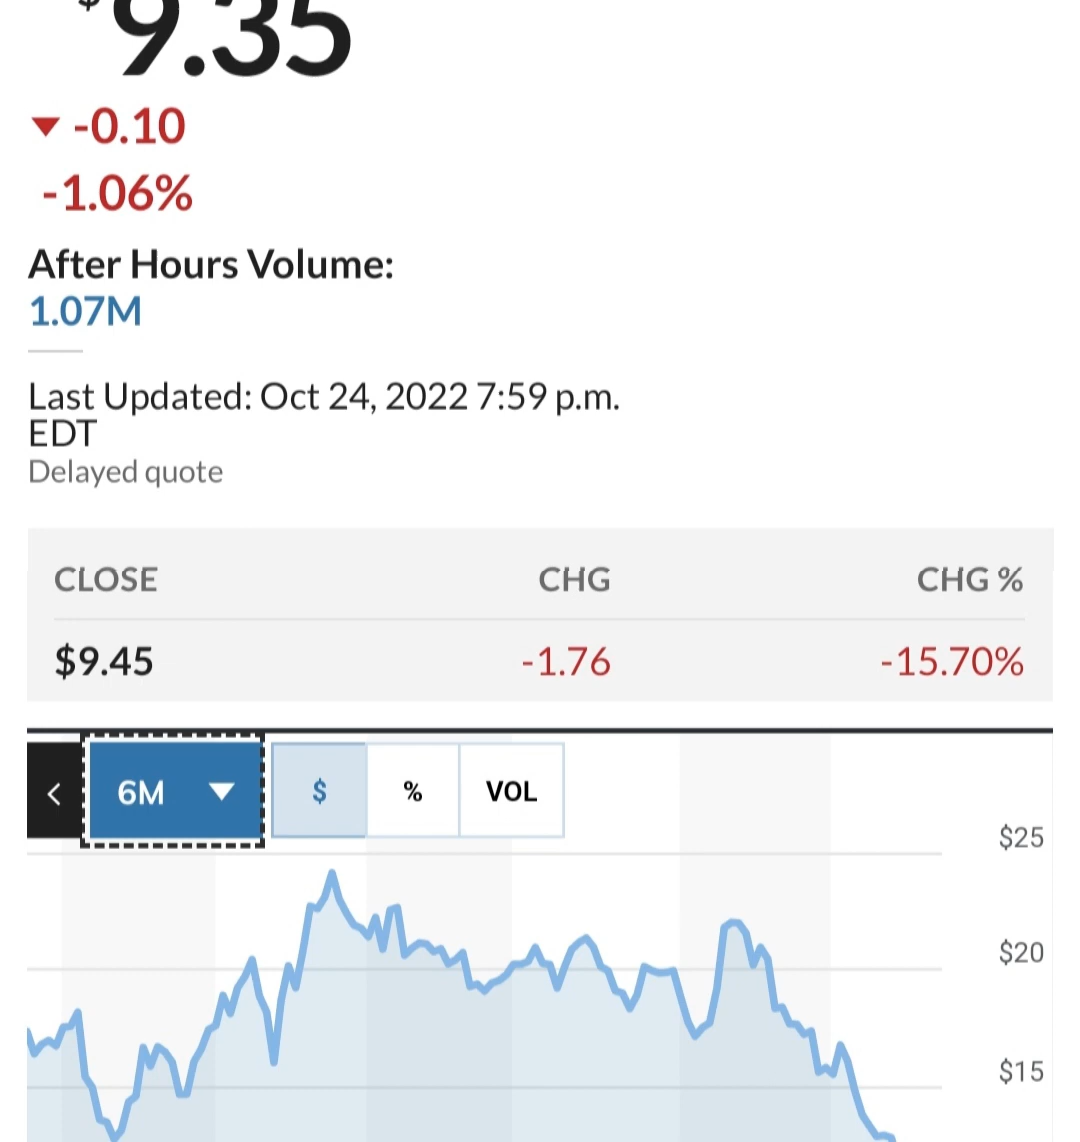 $9.35
-0.10
-1.06%
After Hours Volume:
1.07M
Last Updated: Oct 24, 2022 7:59 p.m.
EDT
Delayed quote
CLOSE CHG CHG %
$9.45 -1.76 -15.70%
6M $ % VOL
$25
$20
$15